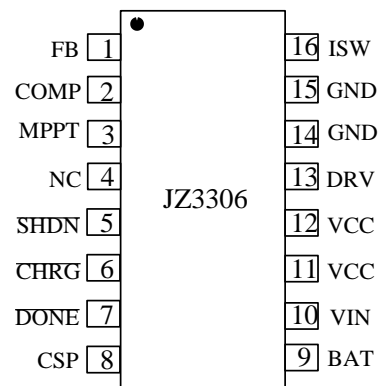 FB 1 16 ISW
COMP 2 15 GND
MPPT 3 14 GND
NC 4 13 DRV
JZ3306
SHDN 5 12 VCC
CHRG 6 11 VCC
DONE 7 10 VIN
CSP 8 9 BAT